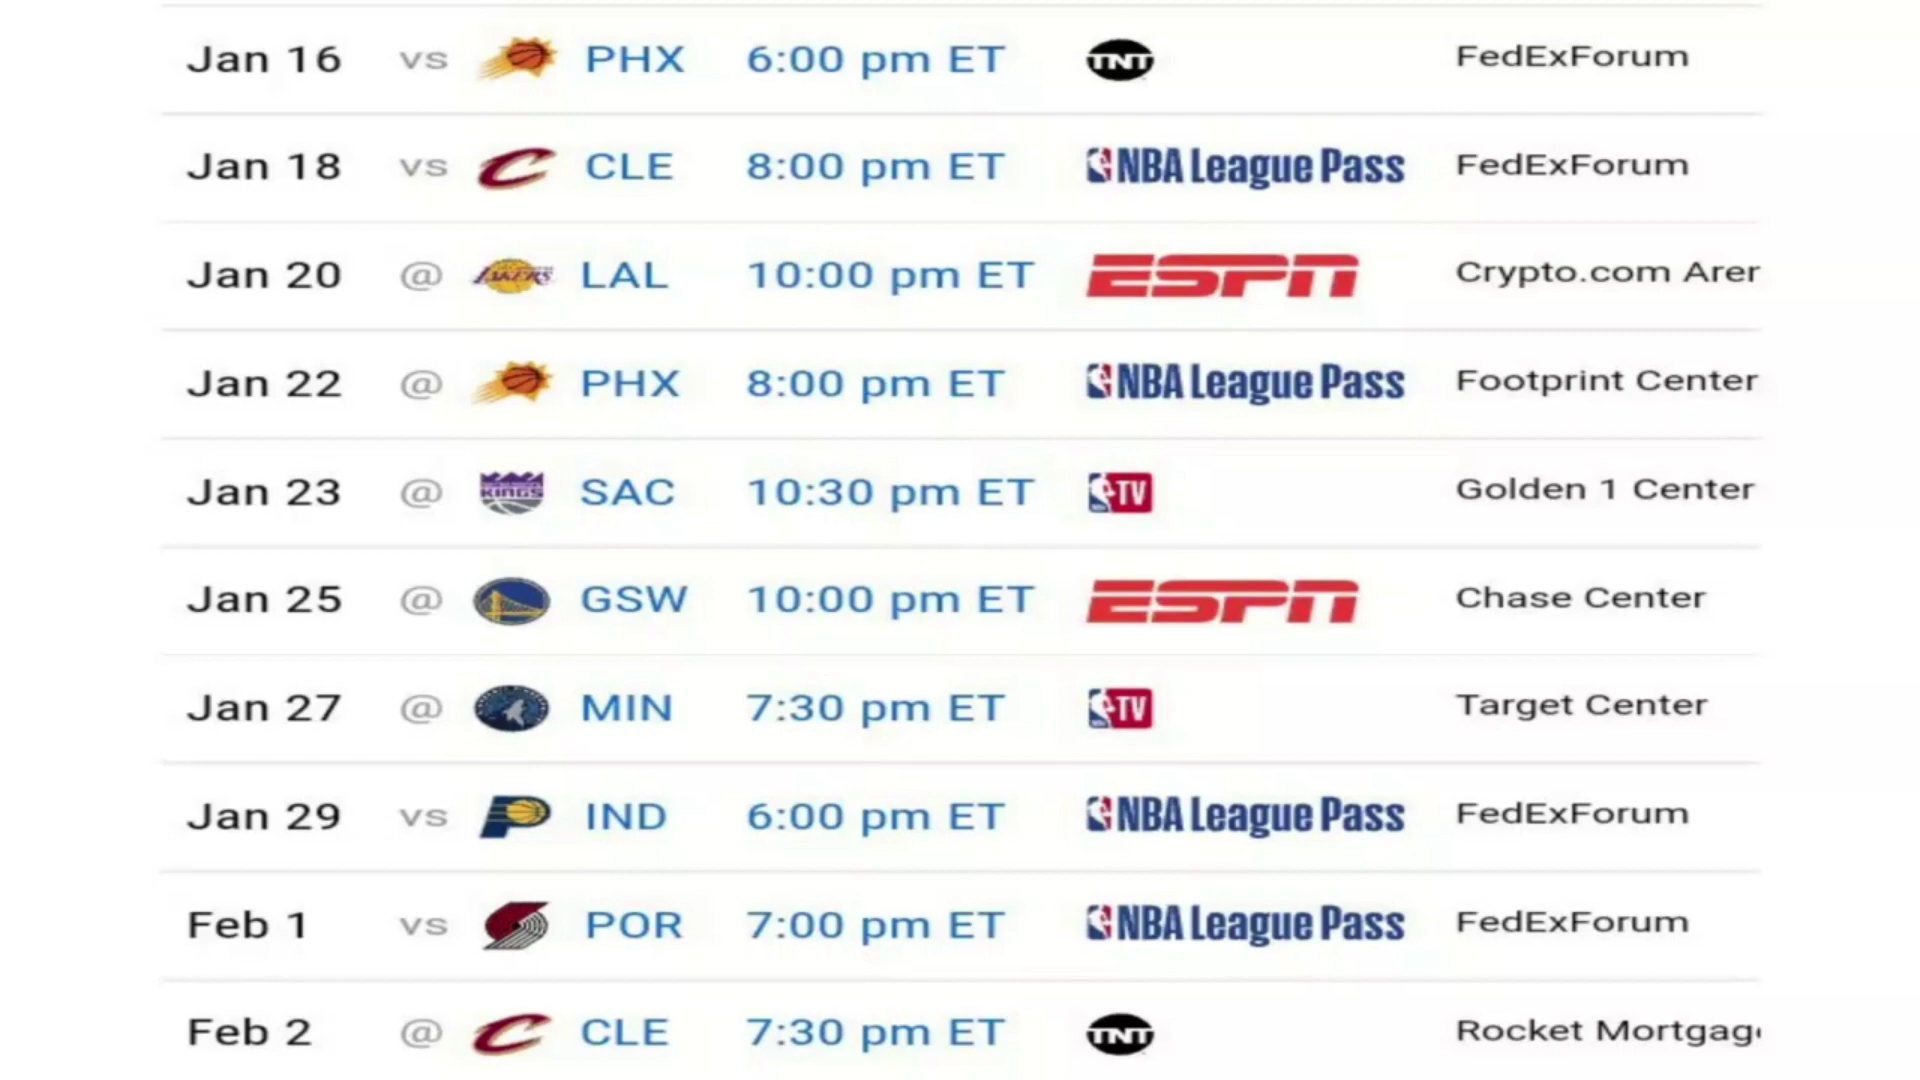 Jan 16 vs PHX 6:00 pm ET TNT FedExForum
Jan 18 vs CLE 8:00 pm ET NBA League Pass FedExForum
Jan 20 @ LAKERS LAL 10:00 pm ET ESPN Crypto.com Arer
Jan 22 @ PHX 8:00 pm ET NBA League Pass Footprint Center
Jan 23 @ KINGS SAC 10:30 pm ET TV Golden 1 Center
Jan 25 @ GSW 10:00 pm ET ESPN Chase Center
Jan 27 @ MIN 7:30 pm ET TV Target Center
Jan 29 vs IND 6:00 pm ET NBA League Pass FedExForum
Feb 1 vs POR 7:00 pm ET NBA League Pass FedExForum
Feb 2 @ CLE 7:30 pm ET TNT Rocket Mortgag